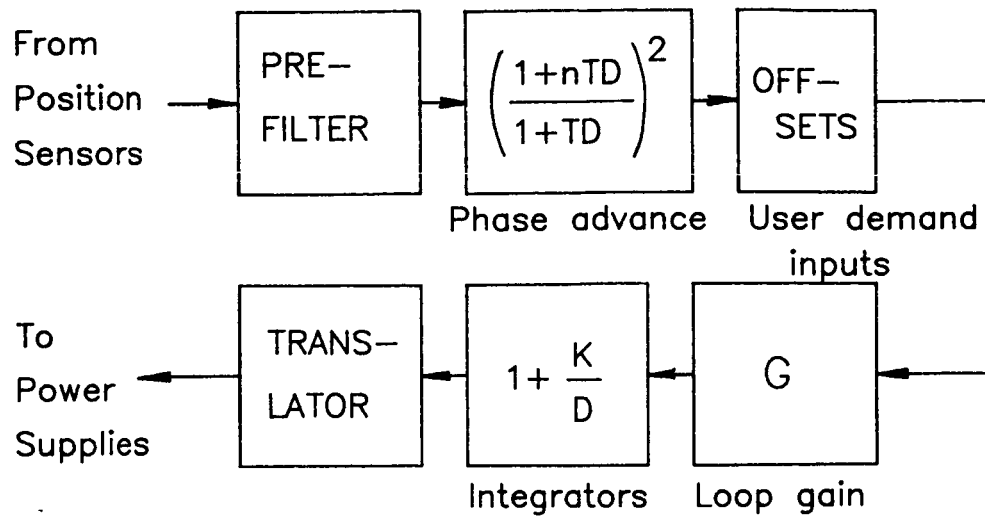 From
Position
Sensors
PRE-
FILTER
(1+nTD / 1+TD)²
OFF-
SETS
Phase advance
User demand
inputs
To
Power
Supplies
TRANS-
LATOR
1+ K/D
G
Integrators
Loop gain